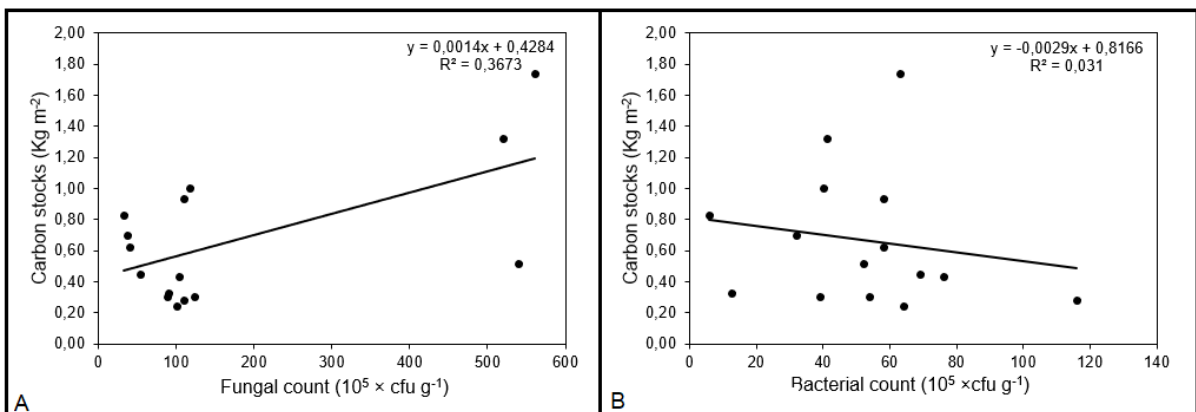 y = 0,0014x + 0,4284
R² = 0,3673
Carbon stocks (Kg m⁻²)
2,00
1,80
1,60
1,40
1,20
1,00
0,80
0,60
0,40
0,20
0,00
0 100 200 300 400 500 600
Fungal count (10⁵ × cfu g⁻¹)
A
y = -0,0029x + 0,8166
R² = 0,031
Carbon stocks (Kg m⁻²)
2,00
1,80
1,60
1,40
1,20
1,00
0,80
0,60
0,40
0,20
0,00
0 20 40 60 80 100 120 140
Bacterial count (10⁵ ×cfu g⁻¹)
B